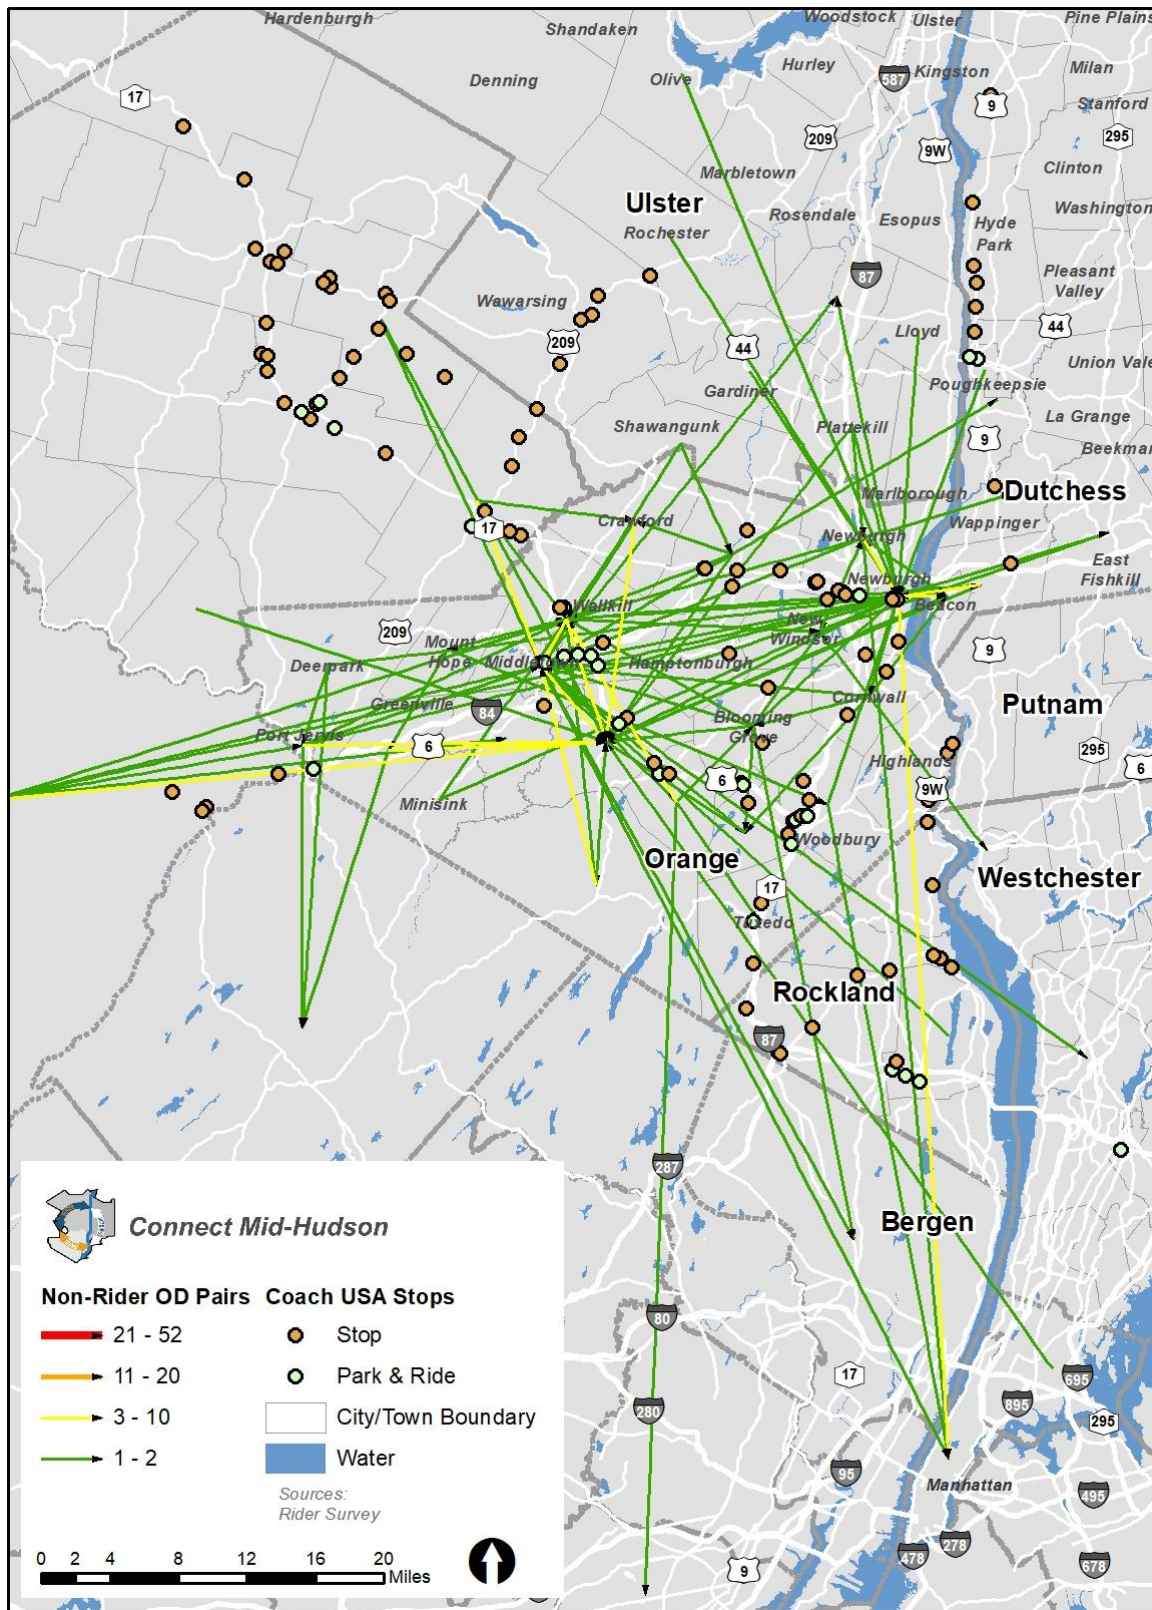 Hardenburgh
Shandaken
Woodstock
Ulster
Pine Plains
17
Denning
Olive
Hurley
587
Kingston
Milan
9
Stanford
209
9W
295
Marbletown
Clinton
Ulster
Rochester
Rosendale
Esopus
Washington
Hyde
Park
87
Pleasant
Valley
Wawarsing
209
44
Lloyd
44
Union Vale
Gardiner
Poughkeepsie
Shawangunk
Plattekill
La Grange
9
Beekman
Marlborough
Dutchess
17
Crawford
Newburgh
Wappinger
East
Fishkill
Newburgh
Beacon
Wallkill
209
Mount
Hope
New
Windsor
9
Deerpark
Middletown
Hamptonburgh
Greenville
84
Cornwall
Putnam
Port Jervis
6
Blooming
Grove
295
6
Highlands
6
9W
Minisink
Woodbury
Orange
17
Westchester
Tuxedo
Rockland
87
287
Bergen
80
17
695
280
895
295
95
Manhattan
495
9
478
278
678
Connect Mid-Hudson
Non-Rider OD Pairs
21 - 52
11 - 20
3 - 10
1 - 2
Coach USA Stops
Stop
Park & Ride
City/Town Boundary
Water
Sources:
Rider Survey
0 2 4 8 12 16 20
Miles